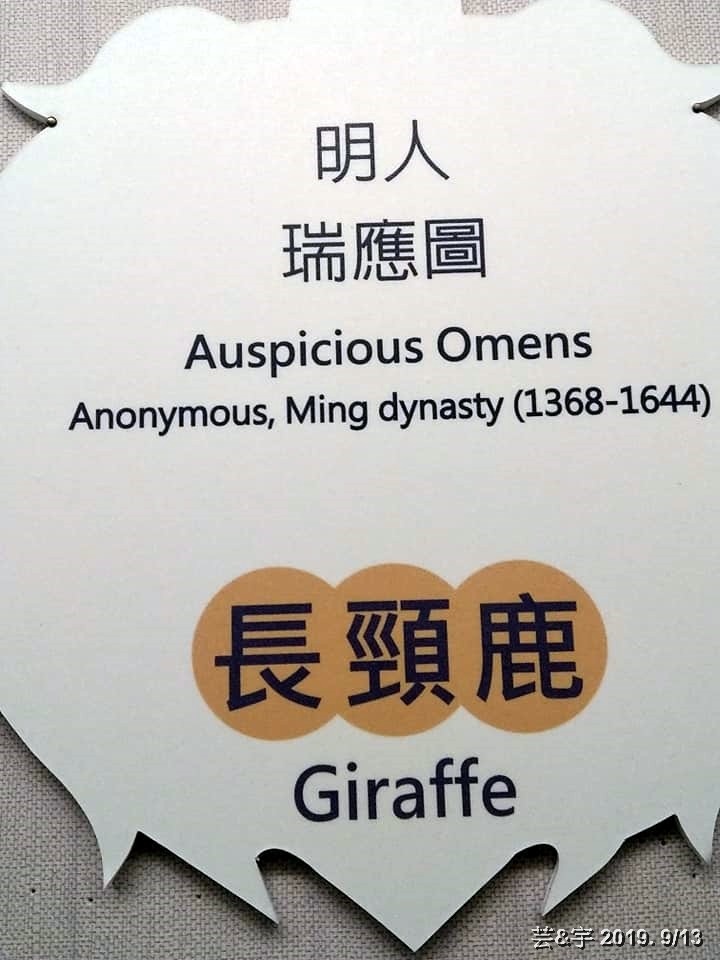 明人
瑞應圖
Auspicious Omens
Anonymous, Ming dynasty (1368-1644)
長頸鹿
Giraffe
芸&宇 2019. 9/13